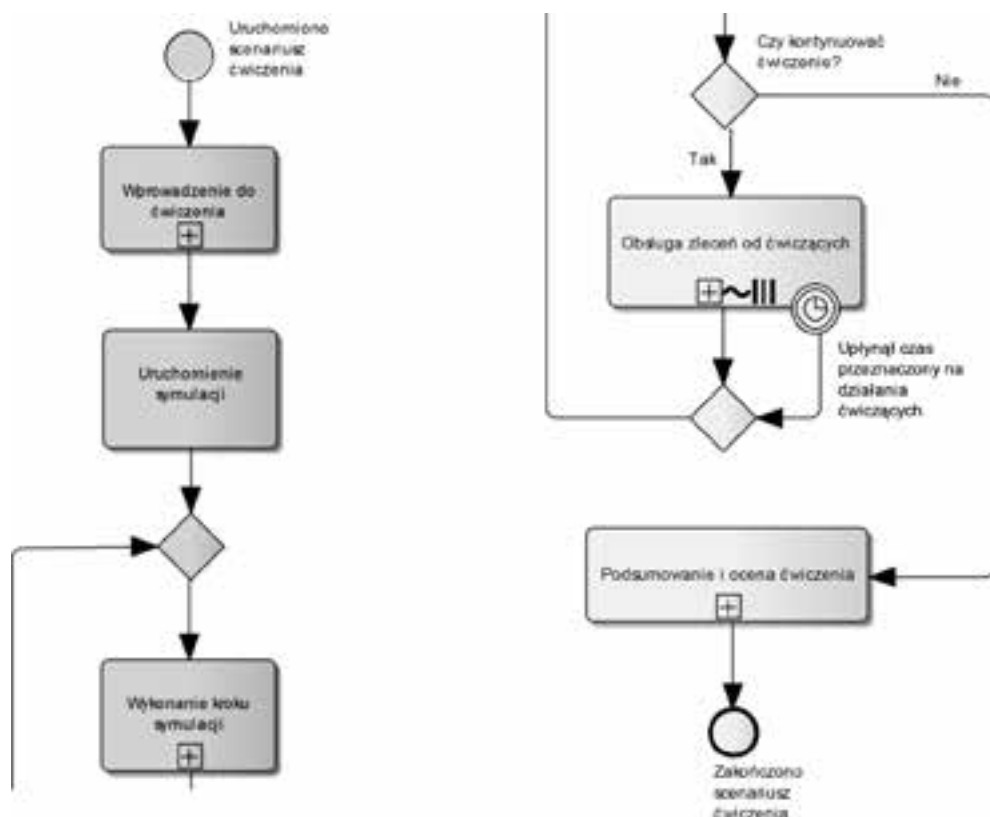 Uruchomiono
scenariusz
ćwiczenia
Wprowadzenie do
ćwiczenia
Uruchomienie
symulacji
Wykonanie kroku
symulacji
Czy kontynuować
ćwiczenie?
Nie
Tak
Obsługa zleceń od ćwiczących
Upłynął czas
przeznaczony na
działania
ćwiczących
Podsumowanie i ocena ćwiczenia
Zakończono
scenariusz
ćwiczenia